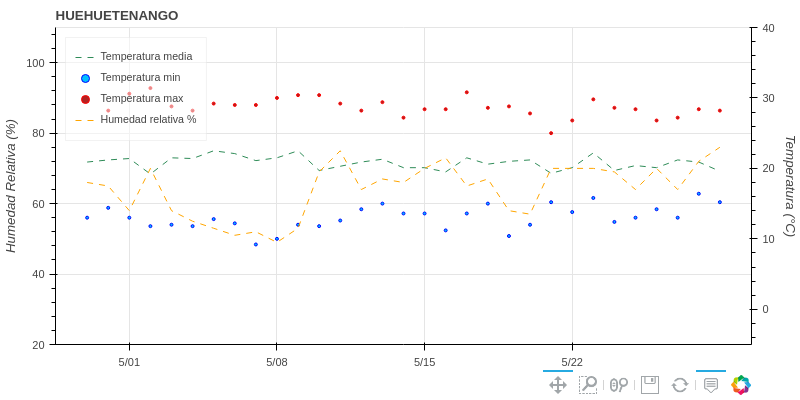 HUEHUETENANGO
Temperatura media
Temperatura min
Temperatura max
Humedad relativa %
Humedad Relativa (%)
100
80
60
40
20
Temperatura (°C)
40
30
20
10
0
5/01
5/08
5/15
5/22